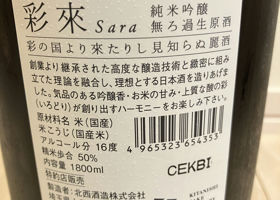 彩來 Sara 純米吟醸
無ろ過生原酒
彩の国より來たりし見知らぬ麗酒
創業より継承された高度な醸造技術と緻密に組み
立てた理論を融合し、理想とする日本酒を造りあげま
した。気品のある吟醸香・お米の甘み・上質な酸の彩
(いろどり)が創り出すハーモニーをお楽しみ下さい。
原材料名 米(国産)
米こうじ(国産米)
アルコール分 16度
精米歩合 50%
内容量 1800ml
特約店販売
製造者:北西酒造株式会
埼玉県
4965323654353
CEKBI
KITANISHI